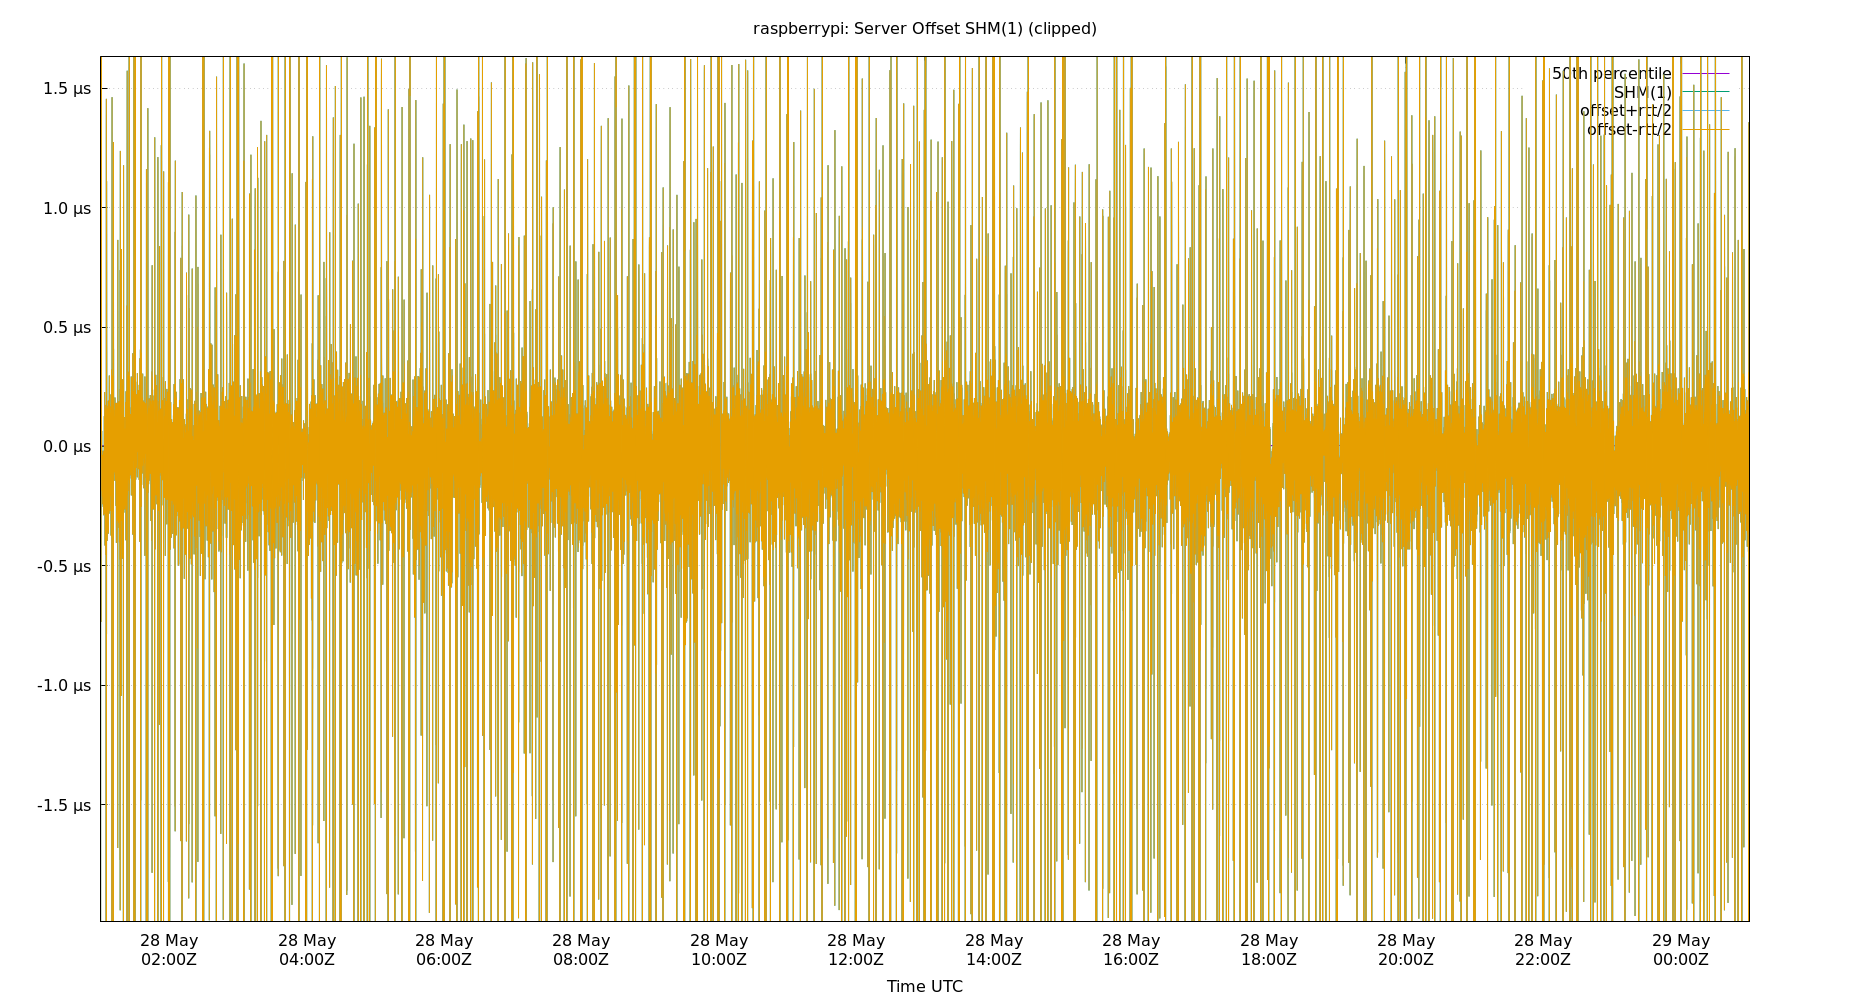 raspberrypi: Server Offset SHM(1) (clipped)
50th percentile
SHM(1)
offset+rtt/2
offset-rtt/2
1.5 µs
1.0 µs
0.5 µs
0.0 µs
-0.5 µs
-1.0 µs
-1.5 µs
28 May 28 May 28 May 28 May 28 May 28 May 28 May 28 May 28 May 28 May 28 May 29 May
02:00Z 04:00Z 06:00Z 08:00Z 10:00Z 12:00Z 14:00Z 16:00Z 18:00Z 20:00Z 22:00Z 00:00Z
Time UTC